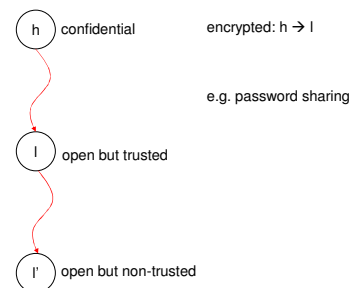 h confidential
encrypted: h → l
e.g. password sharing
l open but trusted
l' open but non-trusted